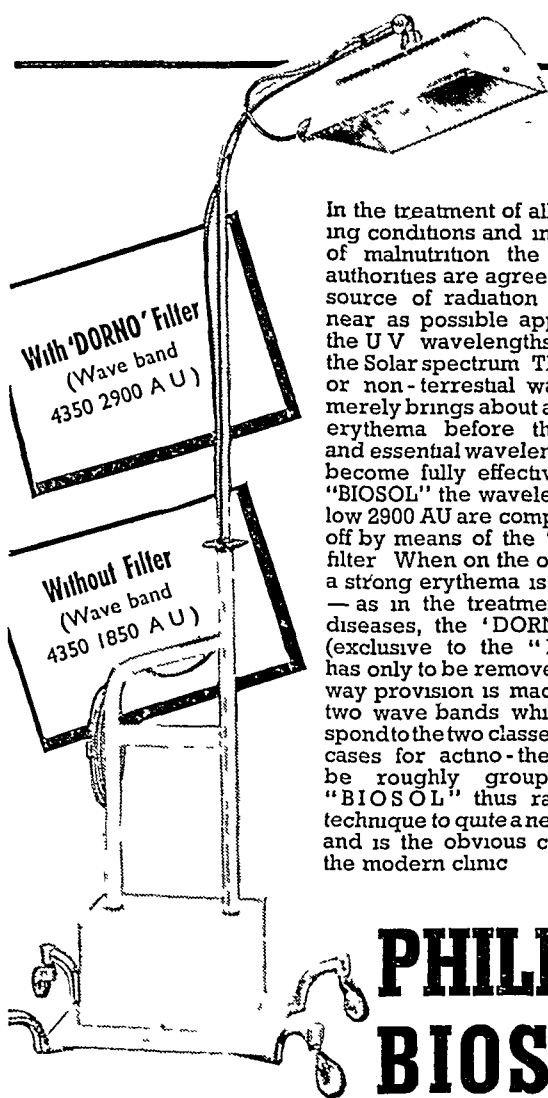 With 'DORNO' Filter
(Wave band
4350 2900 A U)
Without Filter
(Wave band
4350 1850 A U)
In the treatment of al
ing conditions and in
of malnutrition the
authorities are agree
source of radiation
near as possible app
the U V wavelengths
the Solar spectrum T
or non-terrestial wa
merely brings about a
erythema before th
and essential wavelen
become fully effectiv
"BIOSOL" the wavele
low 2900 AU are comp
off by means of the '
filter When on the o
a strong erythema is
— as in the treatme
diseases, the 'DORN
(exclusive to the "
has only to be remove
way provision is mad
two wave bands whi
spond to the two classe
cases for actino-the
be roughly group
"BIOSOL" thus ra
technique to quite a ne
and is the obvious c
the modern clinic
PHIL
BIOS